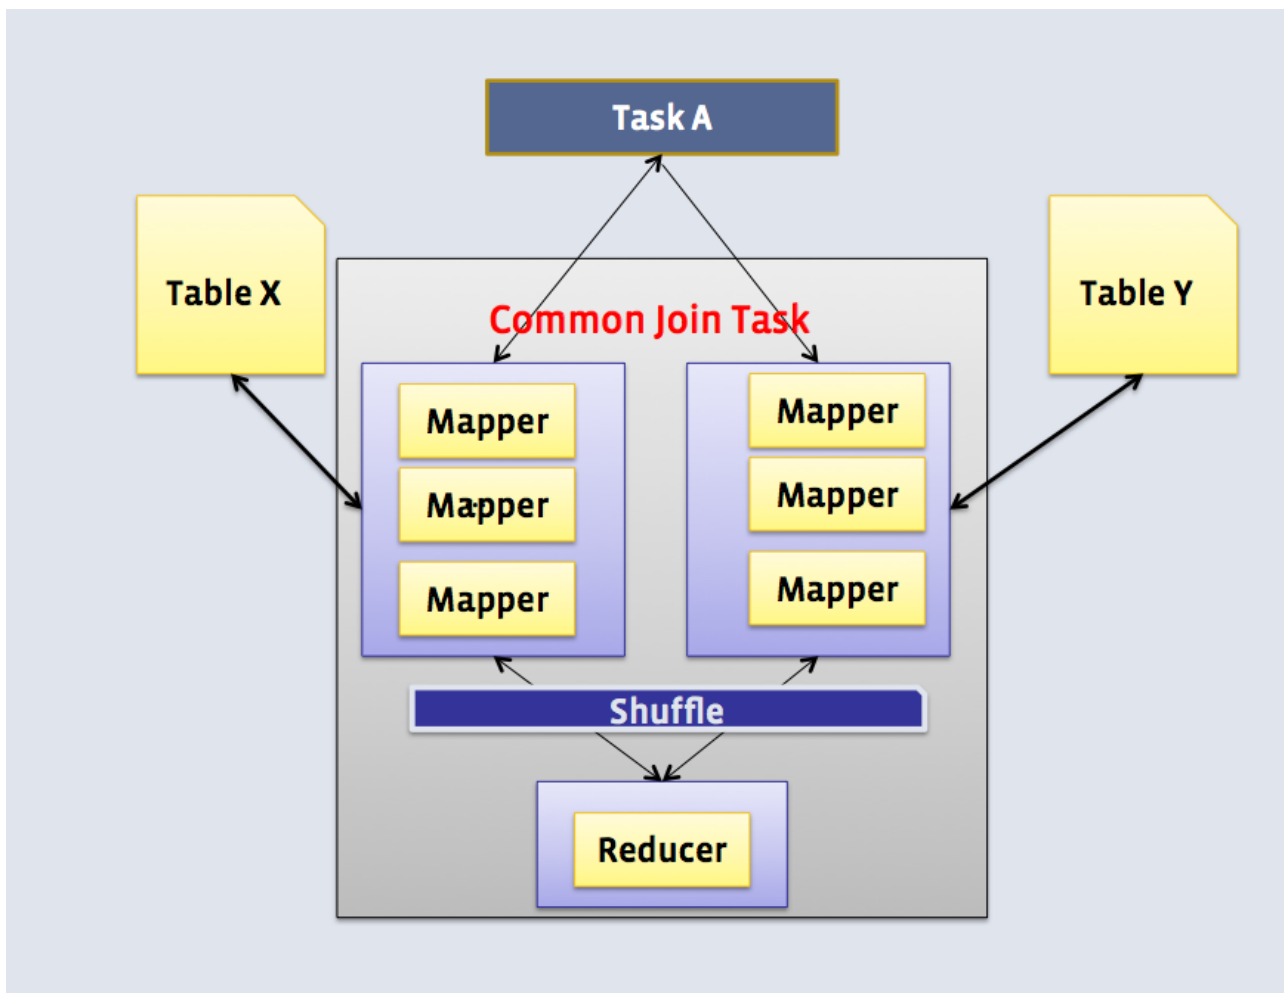 Task A
Table X
Table Y
Common Join Task
Mapper
Mapper
Mapper
Mapper
Mapper
Mapper
Shuffle
Reducer